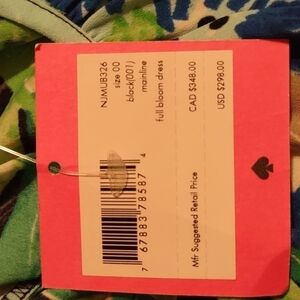 NJMUB326
size 00
black(001)
mainline
full bloom dress
CAD $348.00
USD $298.00
7 67883 78587 4
Mfr Suggested Retail Price